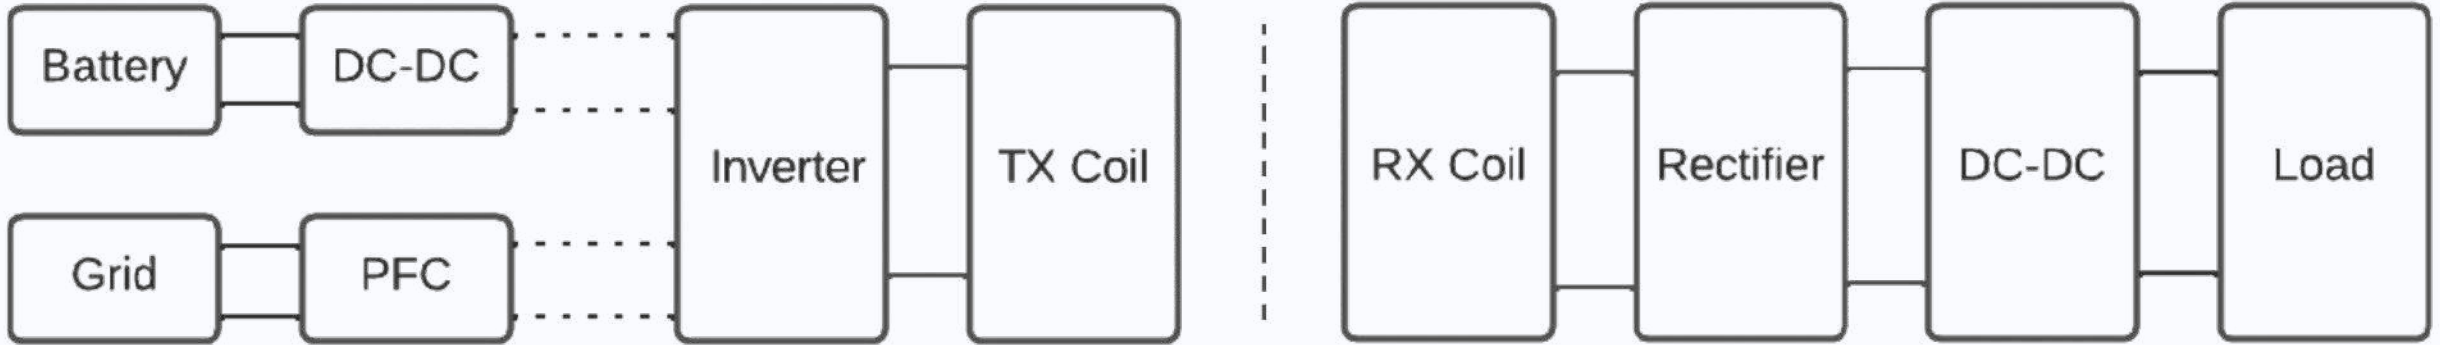 Battery
DC-DC
Grid
PFC
Inverter
TX Coil
RX Coil
Rectifier
DC-DC
Load